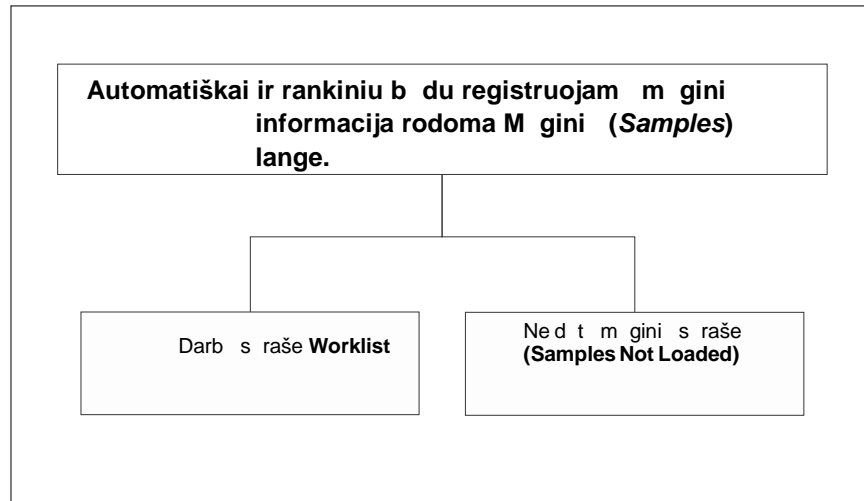 Automatiškai ir rankiniu b du registruojam m gini
informacija rodoma M gini (Samples)
lange.
Darb s raše Worklist
Ne d t m gini s raše
(Samples Not Loaded)